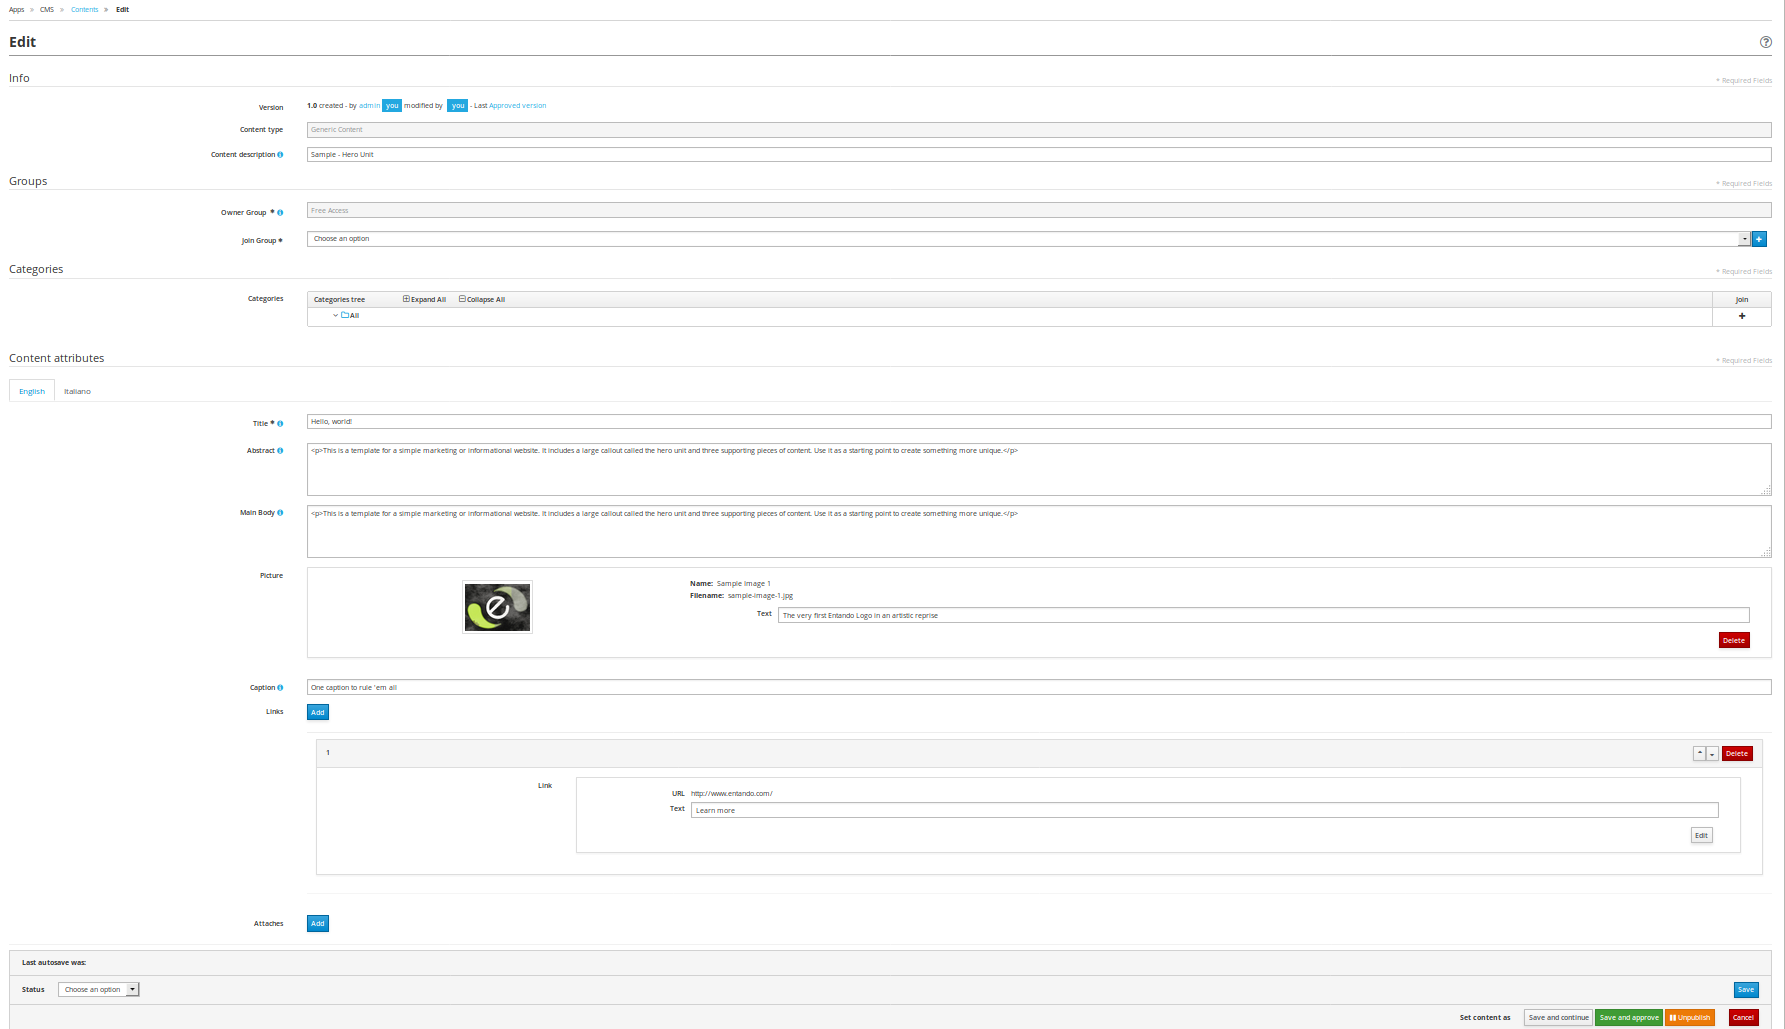 Apps » CMS » Contents » Edit
Edit
Info
* Required Fields
Version 1.0 created - by admin you modified by you - Last Approved version
Content type Generic Content
Content description Sample - Hero Unit
Groups
* Required Fields
Owner Group * Free Access
Join Group * Choose an option
Categories
* Required Fields
Categories Categories tree Expand All Collapse All Join
All
Content attributes
* Required Fields
English Italiano
Title * Hello, world!
Abstract <p>This is a template for a simple marketing or informational website. It includes a large callout called the hero unit and three supporting pieces of content. Use it as a starting point to create something more unique.</p>
Main Body <p>This is a template for a simple marketing or informational website. It includes a large callout called the hero unit and three supporting pieces of content. Use it as a starting point to create something more unique.</p>
Picture
Name: Sample Image 1
Filename: sample-image-1.jpg
Text The very first Entando Logo in an artistic reprise
Delete
Caption One caption to rule 'em all
Links Add
1 Delete
Link
URL http://www.entando.com/
Text Learn more
Edit
Attaches Add
Last autosave was:
Status Choose an option Save
Set content as Save and continue Save and approve Unpublish Cancel